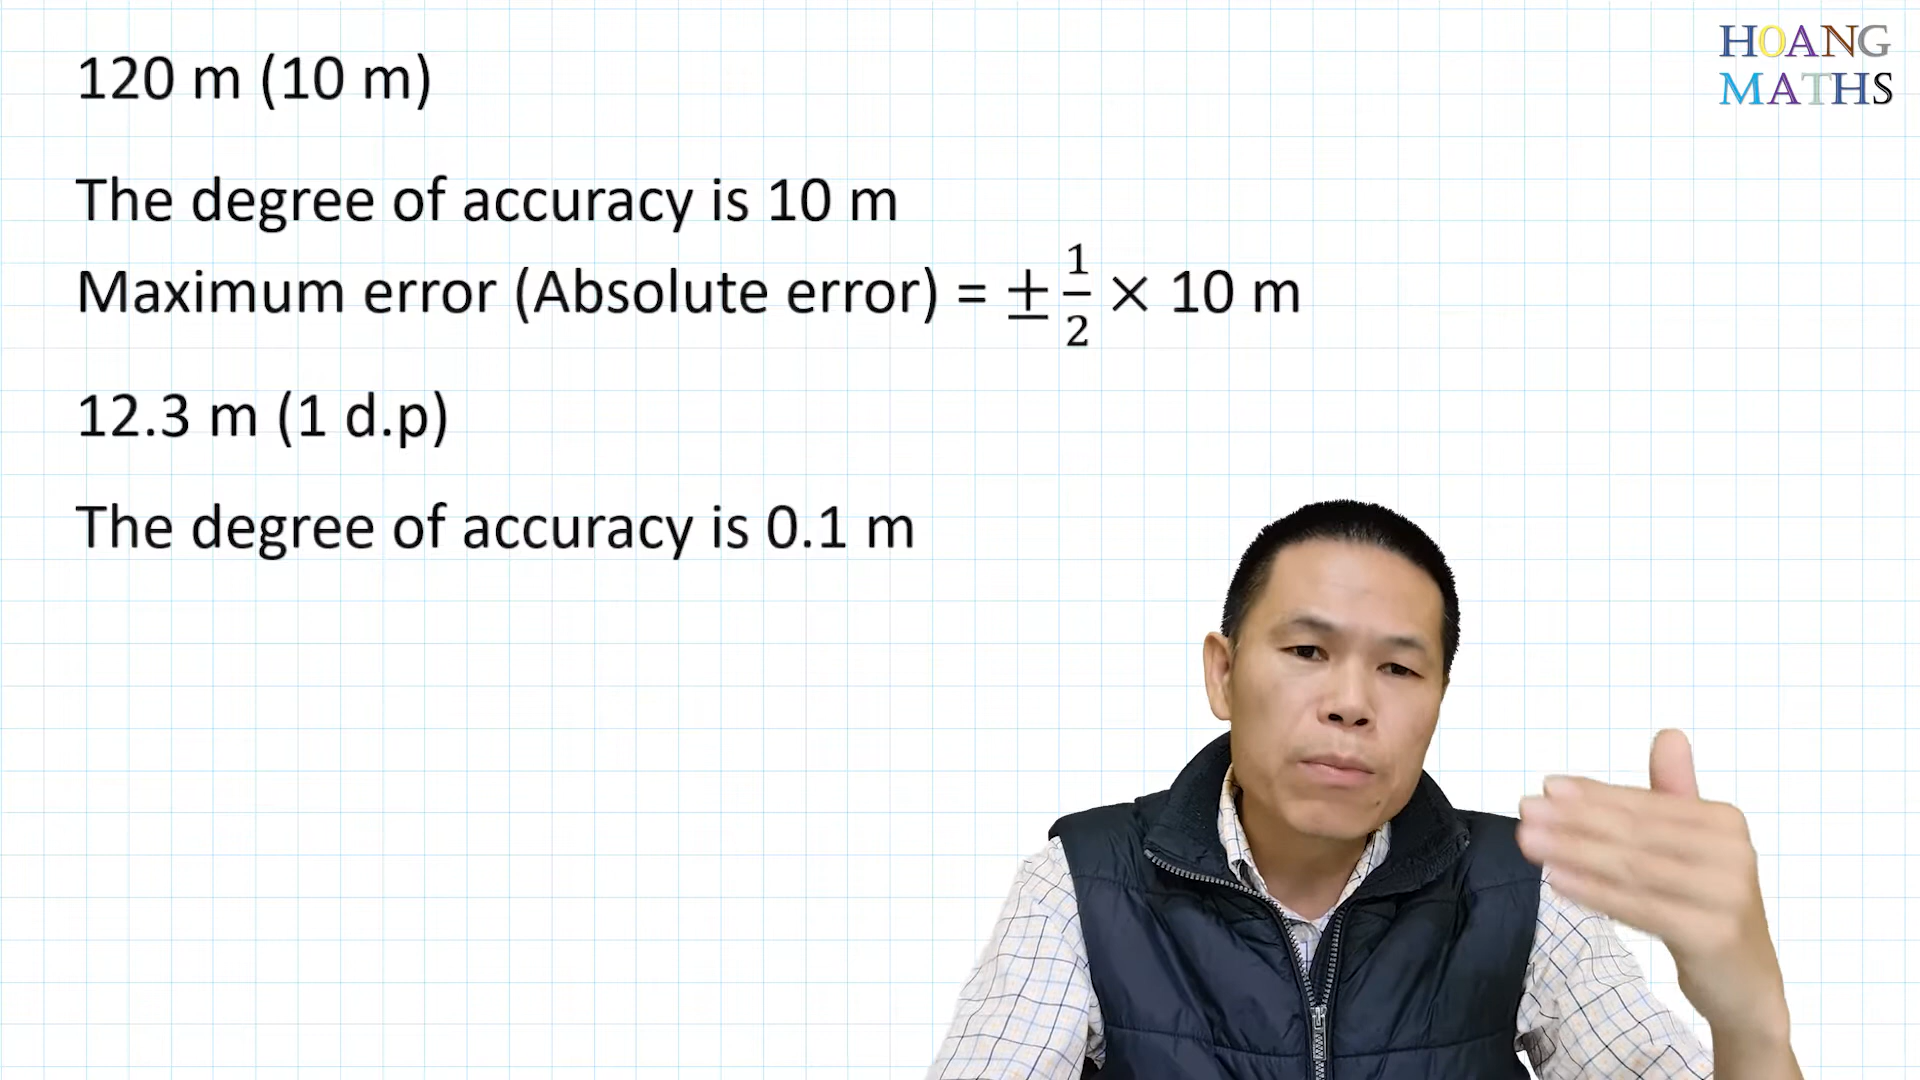 HOANG
MATHS
120 m (10 m)
The degree of accuracy is 10 m
Maximum error (Absolute error) = ± 1/2 × 10 m
12.3 m (1 d.p)
The degree of accuracy is 0.1 m